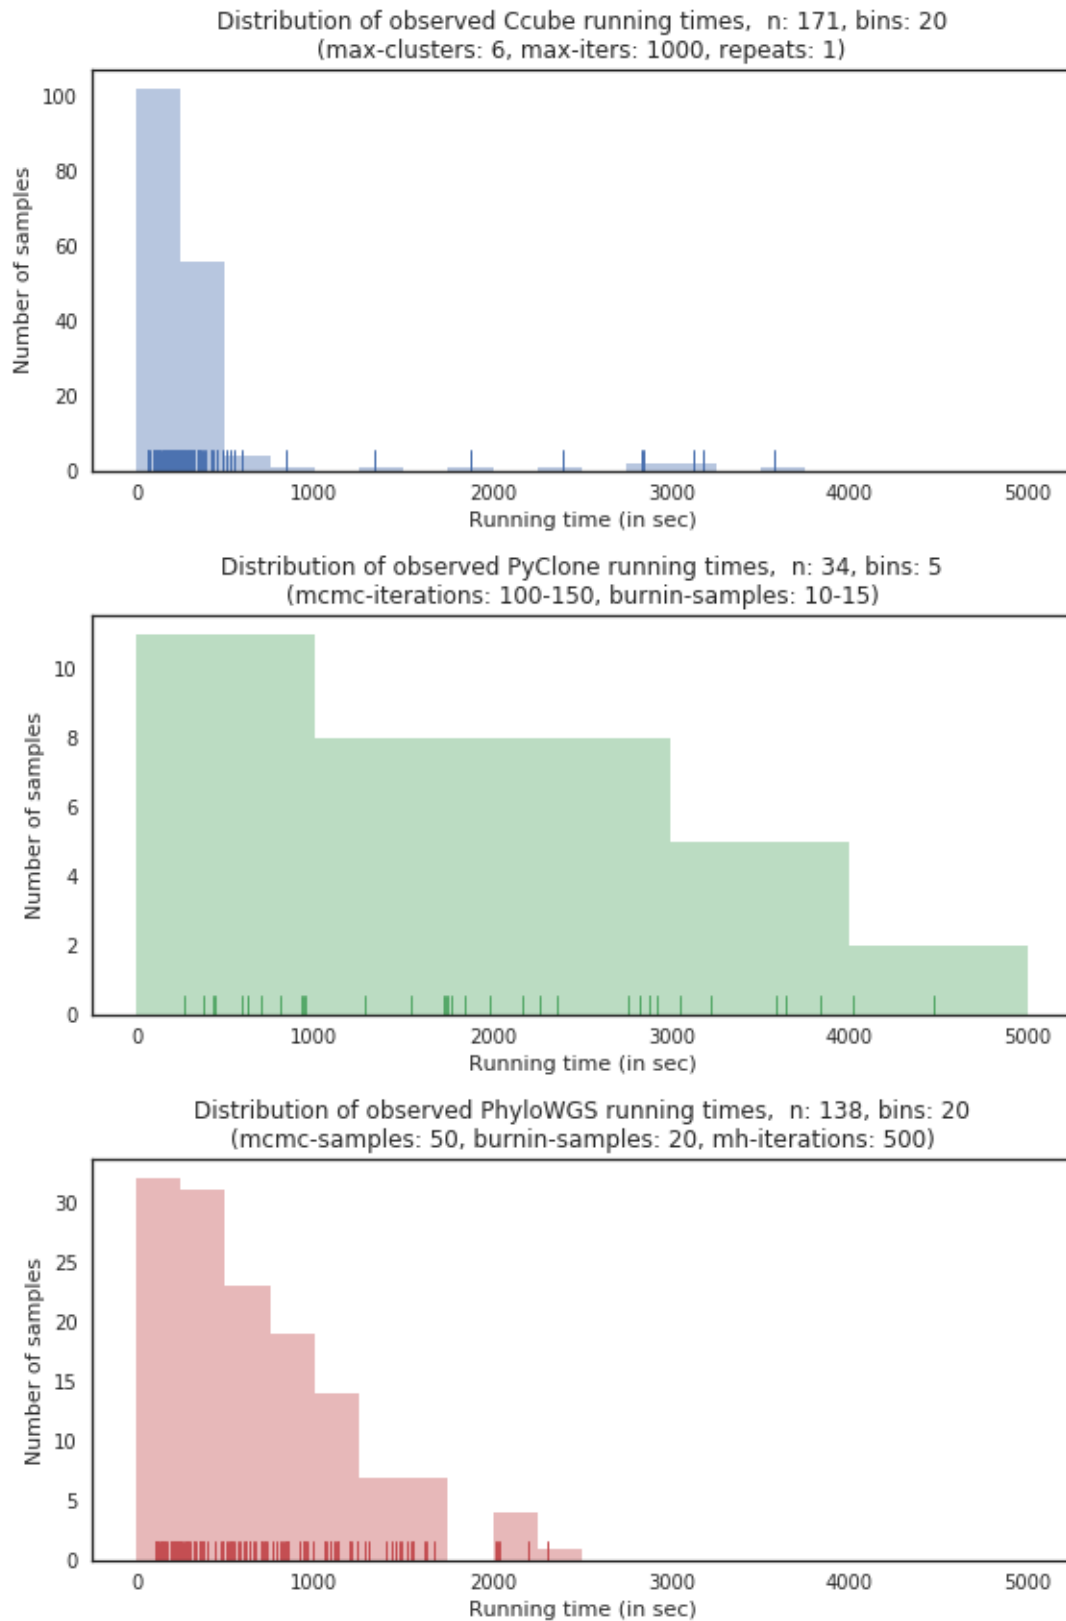 Distribution of observed Ccube running times,  n: 171, bins: 20
(max-clusters: 6, max-iters: 1000, repeats: 1)
Number of samples
100
80
60
40
20
0
0 1000 2000 3000 4000 5000
Running time (in sec)
Distribution of observed PyClone running times,  n: 34, bins: 5
(mcmc-iterations: 100-150, burnin-samples: 10-15)
Number of samples
10
8
6
4
2
0
0 1000 2000 3000 4000 5000
Running time (in sec)
Distribution of observed PhyloWGS running times,  n: 138, bins: 20
(mcmc-samples: 50, burnin-samples: 20, mh-iterations: 500)
Number of samples
30
25
20
15
10
5
0
0 1000 2000 3000 4000 5000
Running time (in sec)